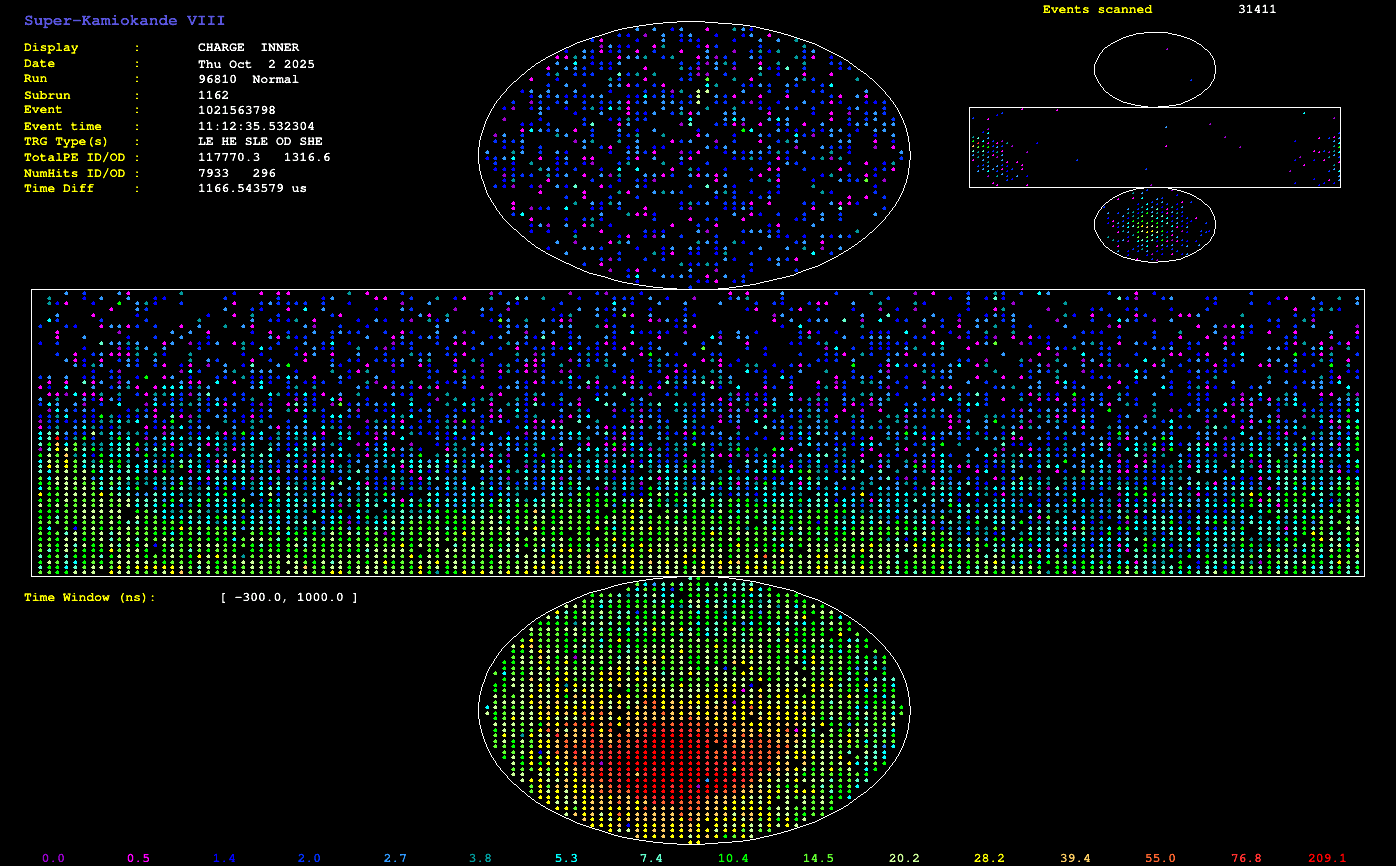 Super-Kamiokande VIII
Display : CHARGE INNER
Date : Thu Oct 2 2025
Run : 96810 Normal
Subrun : 1162
Event : 1021563798
Event time : 11:12:35.532304
TRG Type(s) : LE HE SLE OD SHE
TotalPE ID/OD : 117770.3 1316.6
NumHits ID/OD : 7933 296
Time Diff : 1166.543579 us
Events scanned 31411
Time Window (ns): [ -300.0, 1000.0 ]
0.0 0.5 1.4 2.0 2.7 3.8 5.3 7.4 10.4 14.5 20.2 28.2 39.4 55.0 76.8 209.1